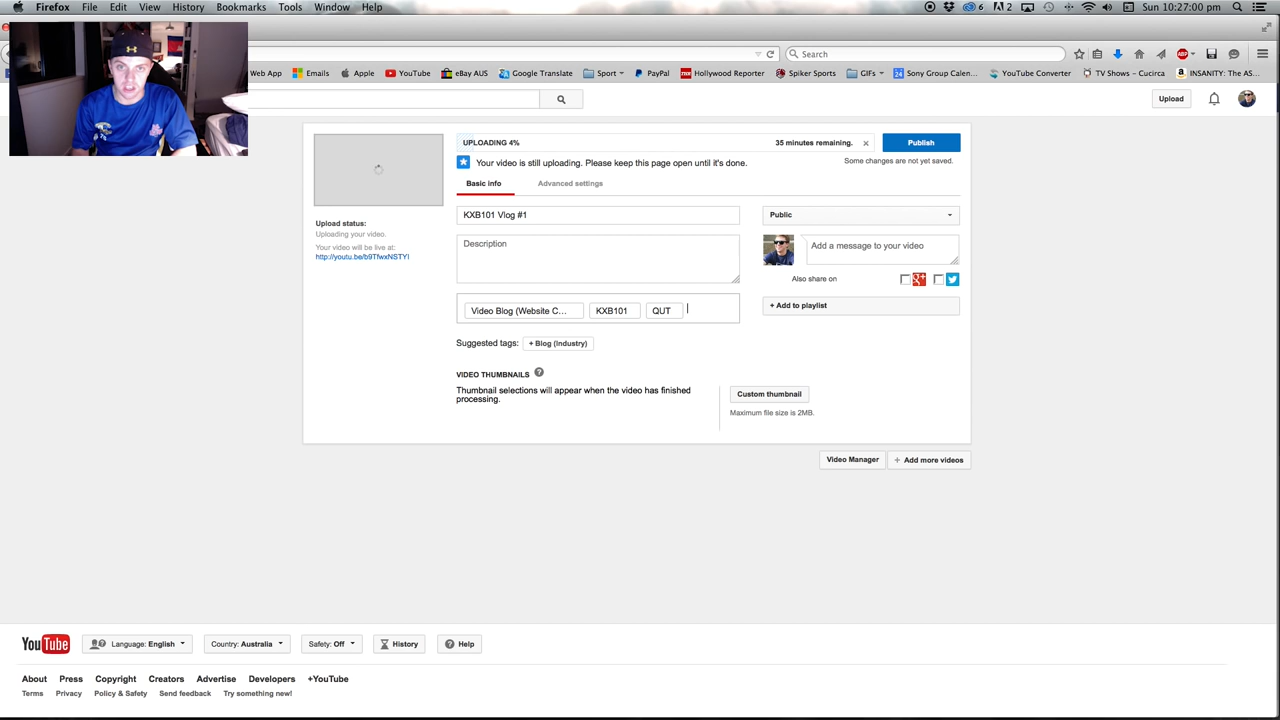 Firefox File Edit View History Bookmarks Tools Window Help 6 2 Sun 10:27:00 pm
Search
Web App Emails Apple YouTube eBay AUS Google Translate Sport PayPal Hollywood Reporter Spiker Sports GIFs Sony Group Calen... YouTube Converter TV Shows - Cucirca INSANITY: The AS...
Upload
UPLOADING 4% 35 minutes remaining. × Publish
Your video is still uploading. Please keep this page open until it's done. Some changes are not yet saved.
Basic info Advanced settings
KXB101 Vlog #1 Public
Upload status:
Uploading your video.
Your video will be live at:
http://youtu.be/b9TfwxNSTYI
Description Add a message to your video
Also share on
Video Blog (Website C... KXB101 QUT + Add to playlist
Suggested tags: + Blog (Industry)
VIDEO THUMBNAILS ?
Thumbnail selections will appear when the video has finished
processing.
Custom thumbnail
Maximum file size is 2MB.
Video Manager + Add more videos
YouTube Language: English Country: Australia Safety: Off History Help
About Press Copyright Creators Advertise Developers +YouTube
Terms Privacy Policy & Safety Send feedback Try something new!